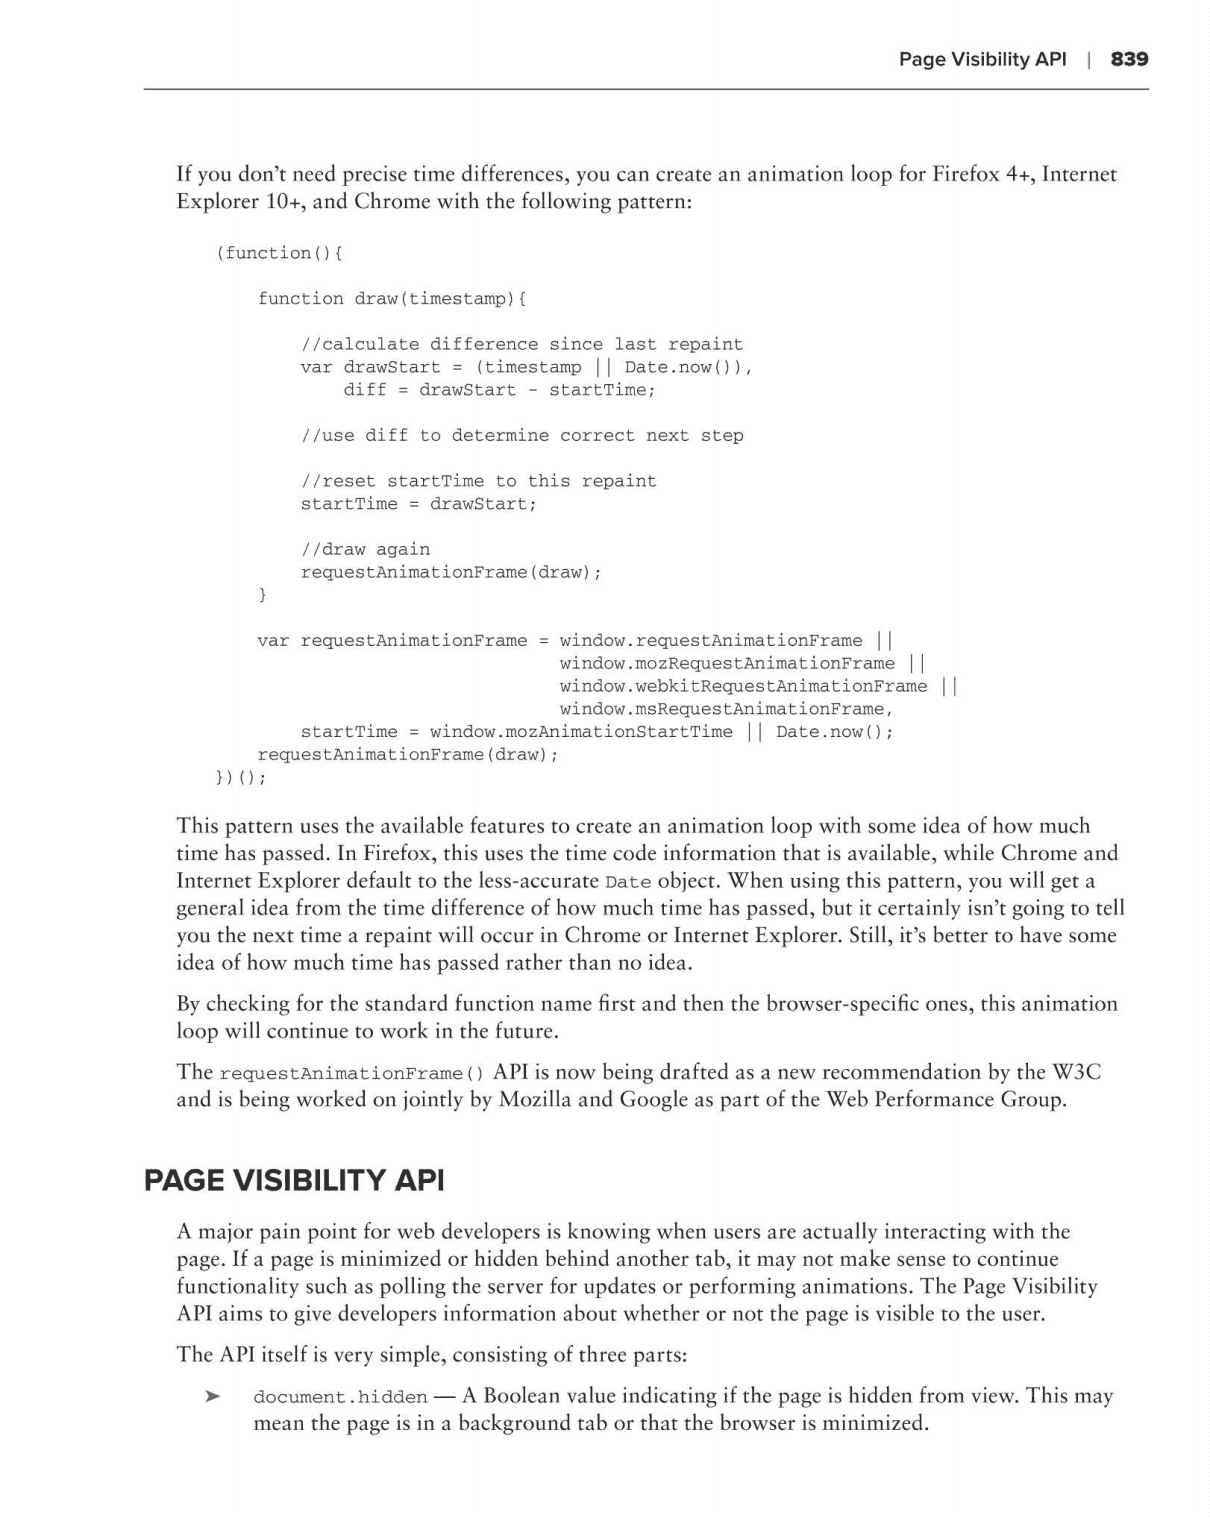 Page Visibility API | 839
If you don't need precise time differences, you can create an animation loop for Firefox 4+, Internet
Explorer 10+, and Chrome with the following pattern:
(function(){
function draw(timestamp){
//calculate difference since last repaint
var drawStart = (timestamp || Date.now()),
diff = drawStart - startTime;
//use diff to determine correct next step
//reset startTime to this repaint
startTime = drawStart;
//draw again
requestAnimationFrame(draw);
}
var requestAnimationFrame = window.requestAnimationFrame ||
window.mozRequestAnimationFrame ||
window.webkitRequestAnimationFrame ||
window.msRequestAnimationFrame,
startTime = window.mozAnimationStartTime || Date.now();
requestAnimationFrame(draw);
})();
This pattern uses the available features to create an animation loop with some idea of how much
time has passed. In Firefox, this uses the time code information that is available, while Chrome and
Internet Explorer default to the less-accurate Date object. When using this pattern, you will get a
general idea from the time difference of how much time has passed, but it certainly isn't going to tell
you the next time a repaint will occur in Chrome or Internet Explorer. Still, it's better to have some
idea of how much time has passed rather than no idea.
By checking for the standard function name first and then the browser-specific ones, this animation
loop will continue to work in the future.
The requestAnimationFrame() API is now being drafted as a new recommendation by the W3C
and is being worked on jointly by Mozilla and Google as part of the Web Performance Group.
PAGE VISIBILITY API
A major pain point for web developers is knowing when users are actually interacting with the
page. If a page is minimized or hidden behind another tab, it may not make sense to continue
functionality such as polling the server for updates or performing animations. The Page Visibility
API aims to give developers information about whether or not the page is visible to the user.
The API itself is very simple, consisting of three parts:
➤ document.hidden — A Boolean value indicating if the page is hidden from view. This may
mean the page is in a background tab or that the browser is minimized.